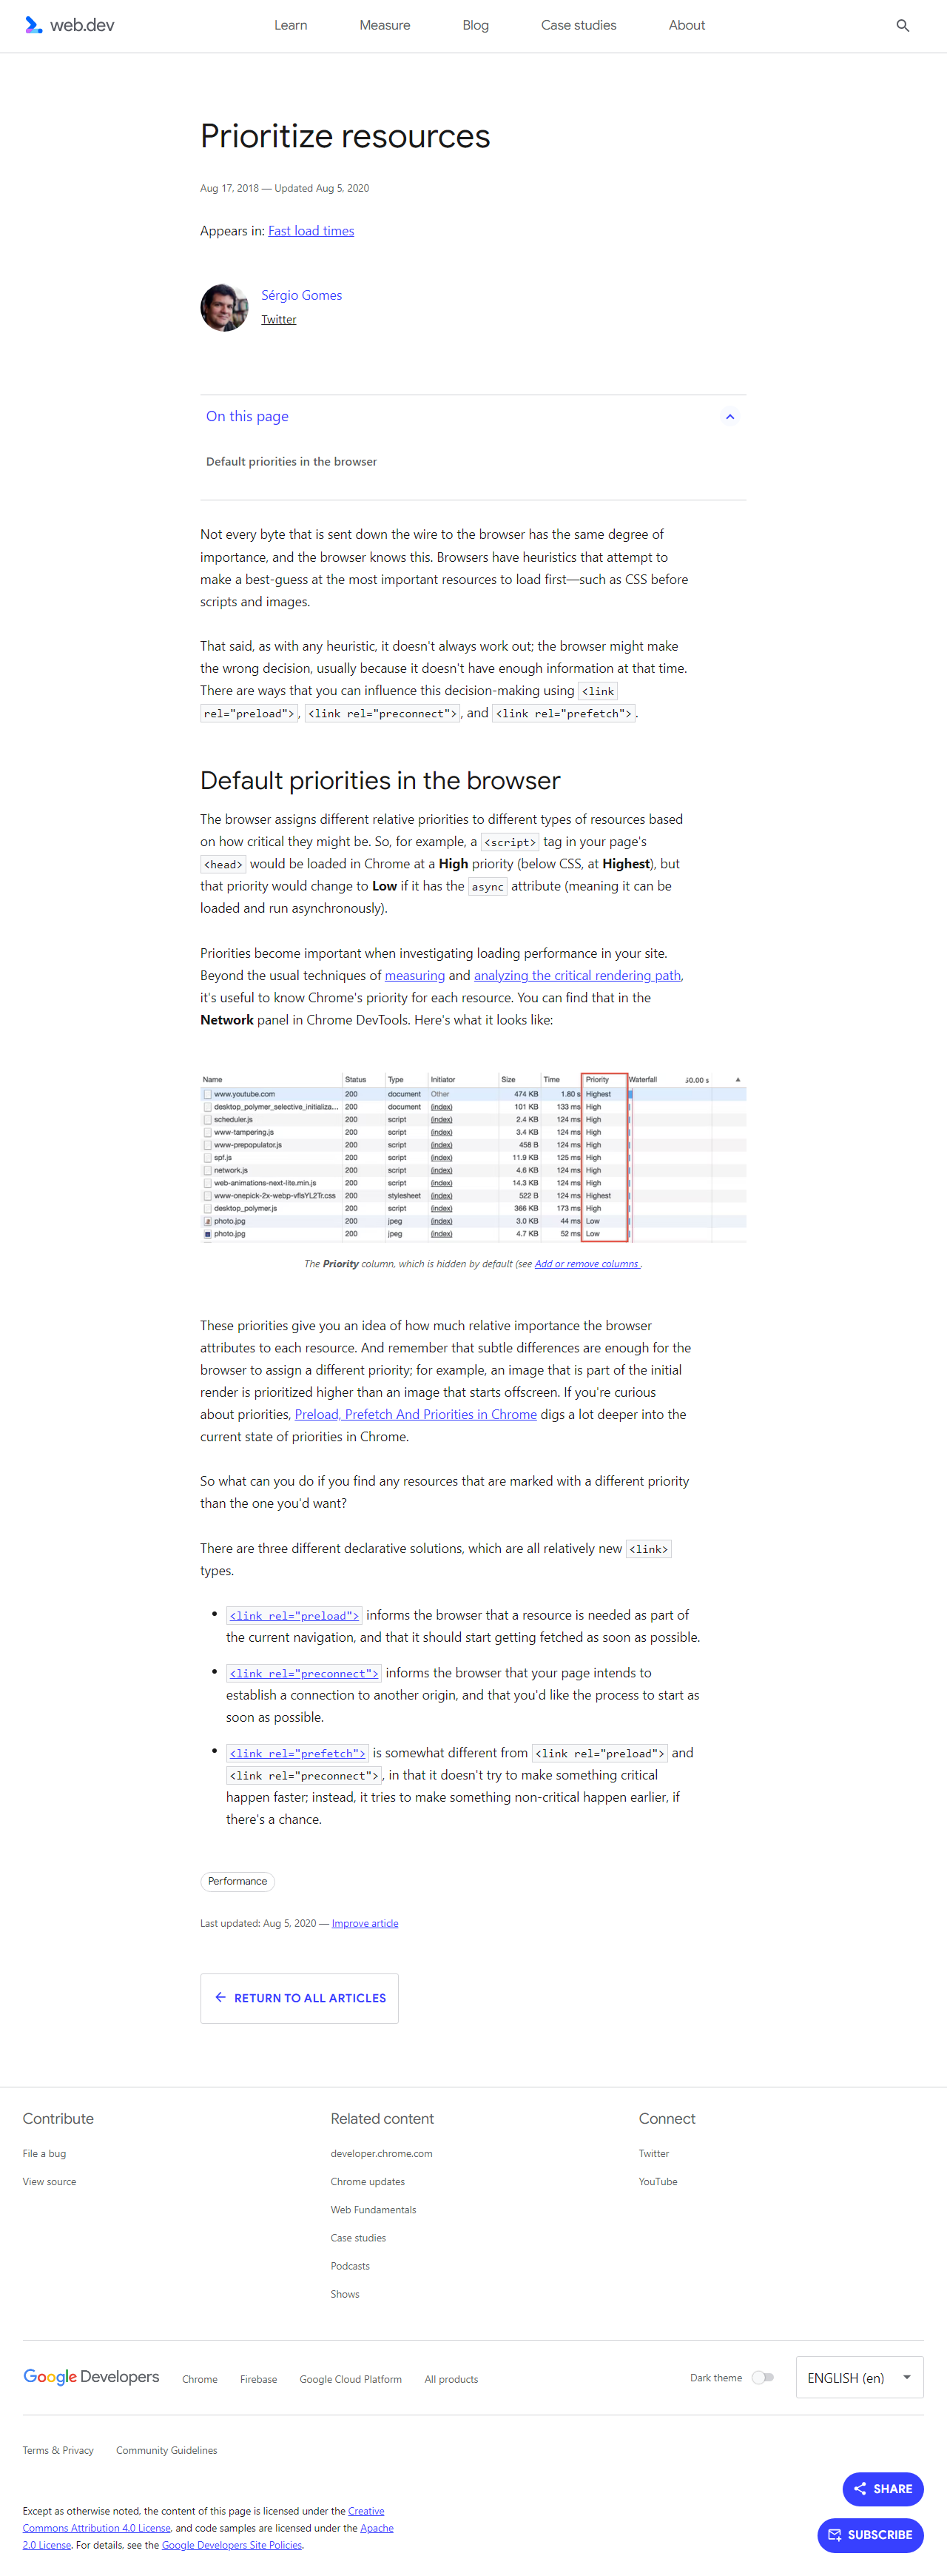 web.dev
Learn
Measure
Blog
Case studies
About
Prioritize resources
Aug 17, 2018 — Updated Aug 5, 2020
Appears in: Fast load times
Sérgio Gomes
Twitter
On this page
Default priorities in the browser
Not every byte that is sent down the wire to the browser has the same degree of
importance, and the browser knows this. Browsers have heuristics that attempt to
make a best-guess at the most important resources to load first—such as CSS before
scripts and images.
That said, as with any heuristic, it doesn't always work out; the browser might make
the wrong decision, usually because it doesn't have enough information at that time.
There are ways that you can influence this decision-making using <link
rel="preload">, <link rel="preconnect">, and <link rel="prefetch">.
Default priorities in the browser
The browser assigns different relative priorities to different types of resources based
on how critical they might be. So, for example, a <script> tag in your page's
<head> would be loaded in Chrome at a High priority (below CSS, at Highest), but
that priority would change to Low if it has the async attribute (meaning it can be
loaded and run asynchronously).
Priorities become important when investigating loading performance in your site.
Beyond the usual techniques of measuring and analyzing the critical rendering path,
it's useful to know Chrome's priority for each resource. You can find that in the
Network panel in Chrome DevTools. Here's what it looks like:
Name Status Type Initiator Size Time Priority Waterfall 50.00 s
www.youtube.com 200 document Other 474 KB 1.80 s Highest
desktop_polymer_selective_initializa... 200 document (index) 101 KB 133 ms High
scheduler.js 200 script (index) 2.4 KB 124 ms High
www-tampering.js 200 script (index) 3.4 KB 124 ms High
www-prepopulator.js 200 script (index) 458 B 124 ms High
spf.js 200 script (index) 11.9 KB 125 ms High
network.js 200 script (index) 4.6 KB 124 ms High
web-animations-next-lite.min.js 200 script (index) 14.3 KB 124 ms High
www-onepick-2x-webp-vflsYL2Tr.css 200 stylesheet (index) 522 B 124 ms Highest
desktop_polymer.js 200 script (index) 366 KB 173 ms High
photo.jpg 200 jpeg (index) 3.0 KB 44 ms Low
photo.jpg 200 jpeg (index) 4.7 KB 52 ms Low
The Priority column, which is hidden by default (see Add or remove columns .
These priorities give you an idea of how much relative importance the browser
attributes to each resource. And remember that subtle differences are enough for the
browser to assign a different priority; for example, an image that is part of the initial
render is prioritized higher than an image that starts offscreen. If you're curious
about priorities, Preload, Prefetch And Priorities in Chrome digs a lot deeper into the
current state of priorities in Chrome.
So what can you do if you find any resources that are marked with a different priority
than the one you'd want?
There are three different declarative solutions, which are all relatively new <link>
types.
• <link rel="preload"> informs the browser that a resource is needed as part of
the current navigation, and that it should start getting fetched as soon as possible.
• <link rel="preconnect"> informs the browser that your page intends to
establish a connection to another origin, and that you'd like the process to start as
soon as possible.
• <link rel="prefetch"> is somewhat different from <link rel="preload"> and
<link rel="preconnect">, in that it doesn't try to make something critical
happen faster; instead, it tries to make something non-critical happen earlier, if
there's a chance.
Performance
Last updated: Aug 5, 2020 — Improve article
RETURN TO ALL ARTICLES
Contribute
File a bug
View source
Related content
developer.chrome.com
Chrome updates
Web Fundamentals
Case studies
Podcasts
Shows
Connect
Twitter
YouTube
Google Developers
Chrome
Firebase
Google Cloud Platform
All products
Dark theme
ENGLISH (en)
Terms & Privacy
Community Guidelines
Except as otherwise noted, the content of this page is licensed under the Creative
Commons Attribution 4.0 License, and code samples are licensed under the Apache
2.0 License. For details, see the Google Developers Site Policies.
SHARE
SUBSCRIBE